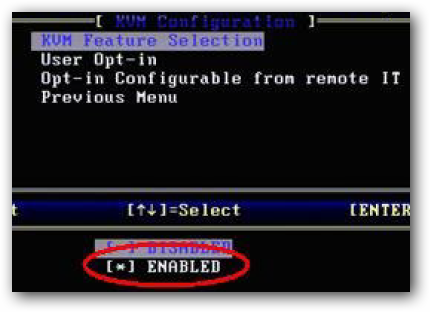 [ KVM Configuration ]
KVM Feature Selection
User Opt-in
Opt-in Configurable from remote IT
Previous Menu
t [↑↓]=Select [ENTER
[ ] DISABLED
[*] ENABLED